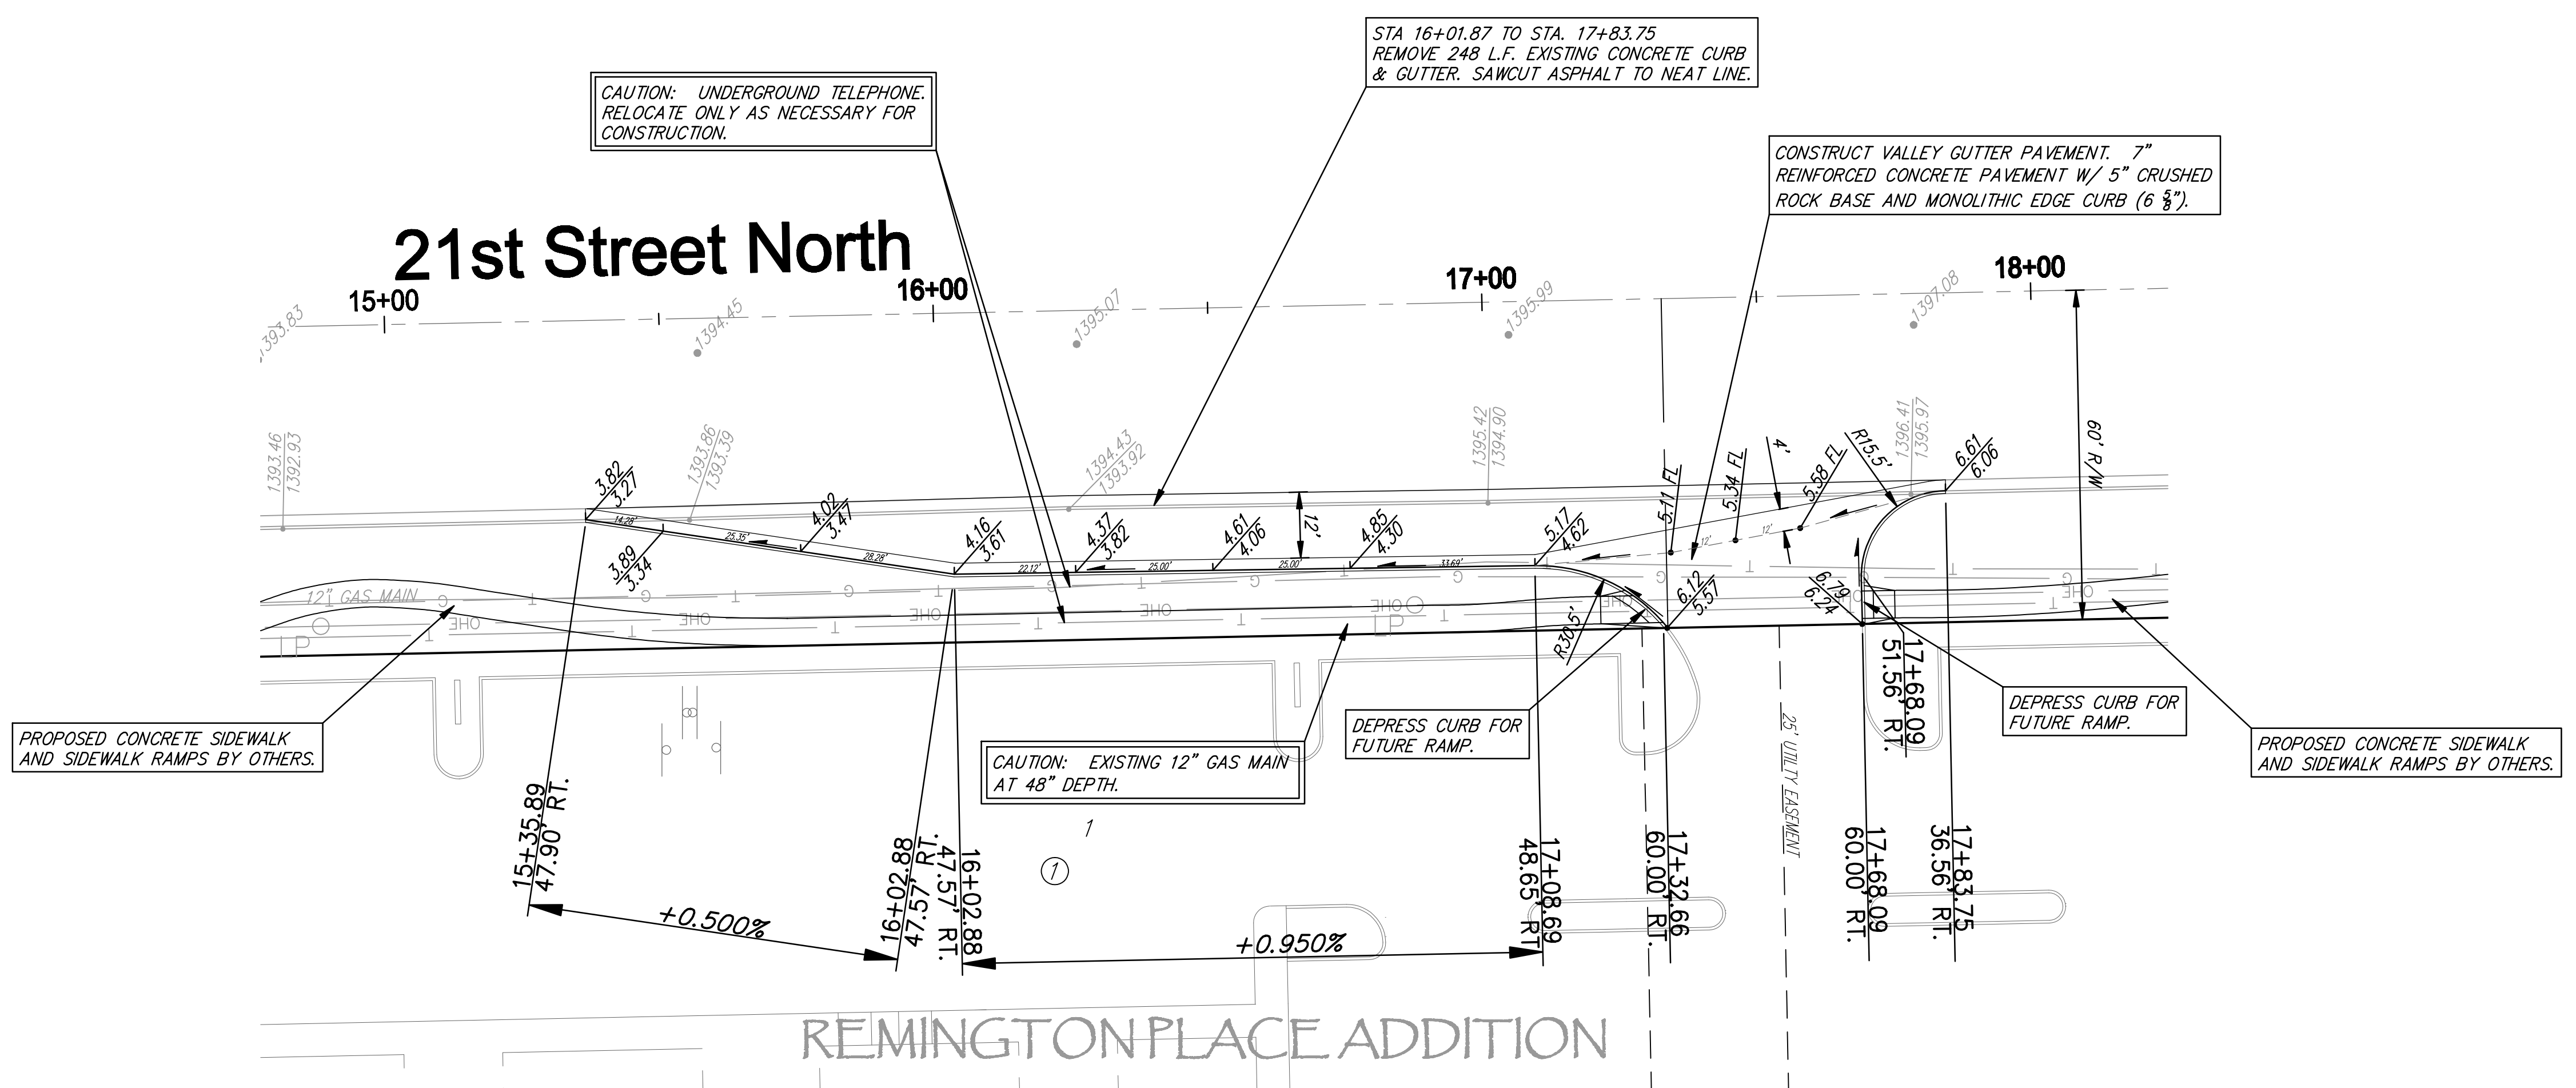 STA 16+01.87 TO STA. 17+83.75
REMOVE 248 L.F. EXISTING CONCRETE CURB
& GUTTER. SAWCUT ASPHALT TO NEAT LINE.
CAUTION: UNDERGROUND TELEPHONE.
RELOCATE ONLY AS NECESSARY FOR
CONSTRUCTION.
CONSTRUCT VALLEY GUTTER PAVEMENT. 7"
REINFORCED CONCRETE PAVEMENT W/ 5" CRUSHED
ROCK BASE AND MONOLITHIC EDGE CURB (6 5/8").
21st Street North
15+00
16+00
17+00
18+00
1393.83
1394.45
1395.07
1395.99
1397.08
1393.46
1392.93
1393.86
1393.39
1394.43
1393.92
1395.42
1394.90
1396.41
1395.97
3.82
3.27
3.89
3.34
4.02
3.47
4.16
3.61
4.37
3.82
4.61
4.06
4.85
4.30
5.17
4.62
5.11 FL
5.34 FL
5.58 FL
4'
R15.5'
6.61
6.06
60' R/W
12'
14.28'
25.35'
28.28'
22.12'
25.00'
25.00'
33.69'
12'
12'
6.12
5.57
6.79
6.24
R30.5'
12" GAS MAIN
G
G
G
G
G
G
G
G
T
T
T
T
T
T
T
T
T
T
T
T
T
OHE
OHE
OHE
OHE
OHE
OHE
OHE
OHE
LP
LP
PROPOSED CONCRETE SIDEWALK
AND SIDEWALK RAMPS BY OTHERS.
CAUTION: EXISTING 12" GAS MAIN
AT 48" DEPTH.
DEPRESS CURB FOR
FUTURE RAMP.
DEPRESS CURB FOR
FUTURE RAMP.
PROPOSED CONCRETE SIDEWALK
AND SIDEWALK RAMPS BY OTHERS.
25' UTILTY EASEMENT
17+68.09
51.56' RT.
15+35.89
47.90' RT.
16+02.88
47.57' RT.
16+02.88
47.57' RT.
17+08.69
48.65' RT
17+32.66
60.00' RT.
17+68.09
60.00' RT.
17+83.75
36.56' RT.
1
1
+0.500%
+0.950%
REMINGTON PLACE ADDITION